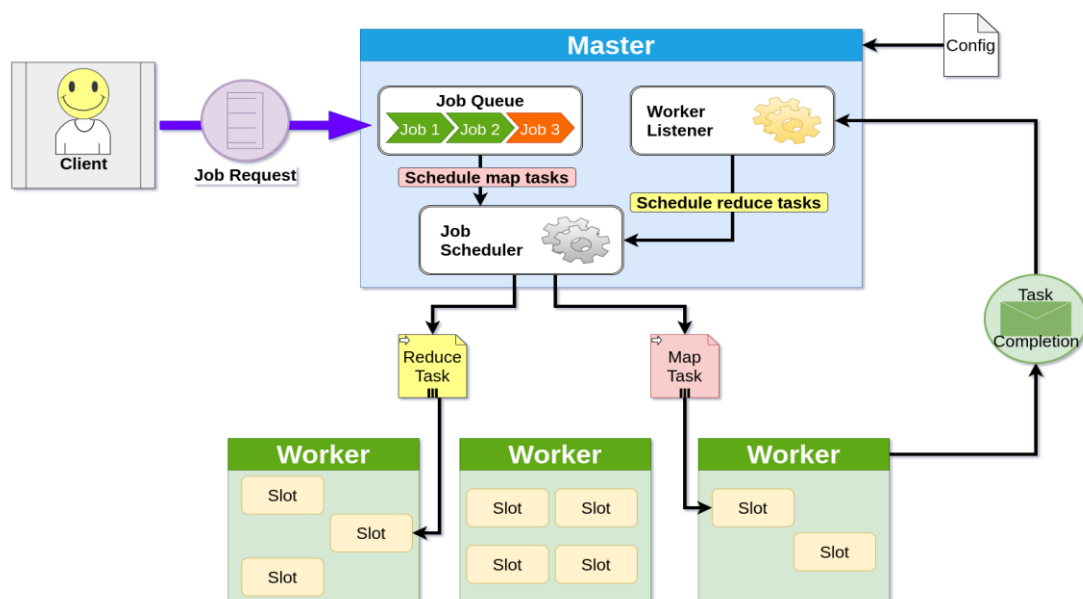 Master
Config
Client
Job Request
Job Queue
Job 1
Job 2
Job 3
Worker
Listener
Schedule map tasks
Schedule reduce tasks
Job
Scheduler
Task
Completion
Reduce
Task
Map
Task
Worker
Slot
Slot
Slot
Worker
Slot
Slot
Slot
Slot
Worker
Slot
Slot